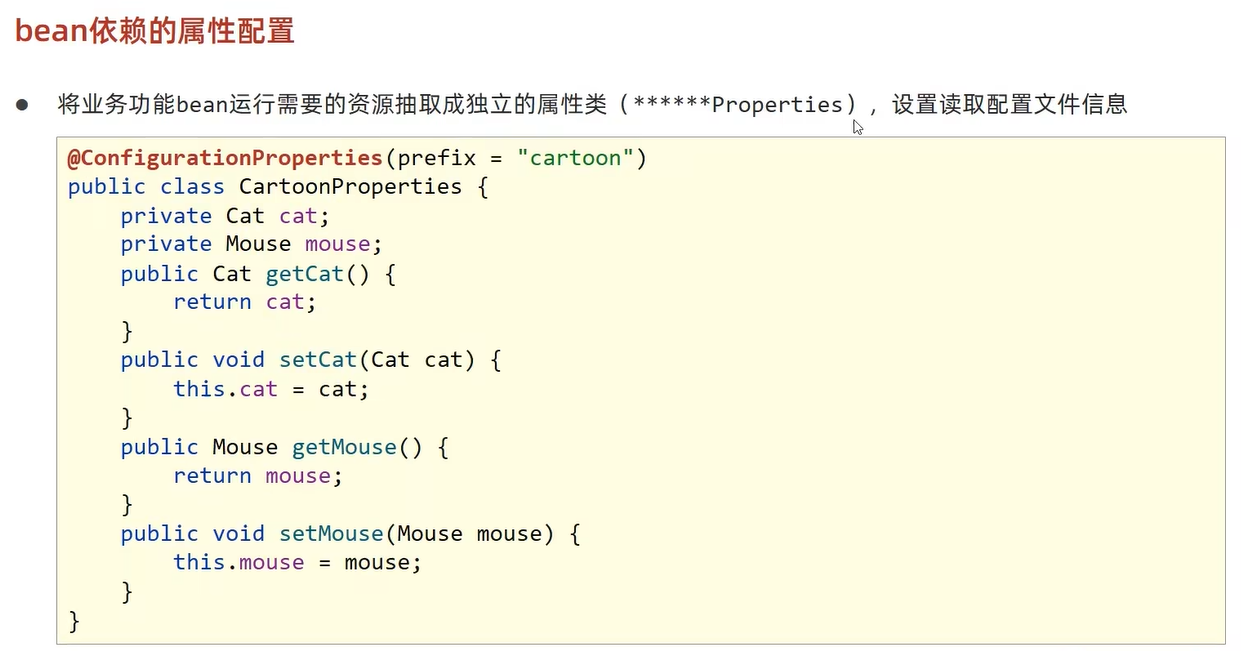 bean依赖的属性配置
● 将业务功能bean运行需要的资源抽取成独立的属性类（******Properties），设置读取配置文件信息
@ConfigurationProperties(prefix = "cartoon")
public class CartoonProperties {
    private Cat cat;
    private Mouse mouse;
    public Cat getCat() {
        return cat;
    }
    public void setCat(Cat cat) {
        this.cat = cat;
    }
    public Mouse getMouse() {
        return mouse;
    }
    public void setMouse(Mouse mouse) {
        this.mouse = mouse;
    }
}